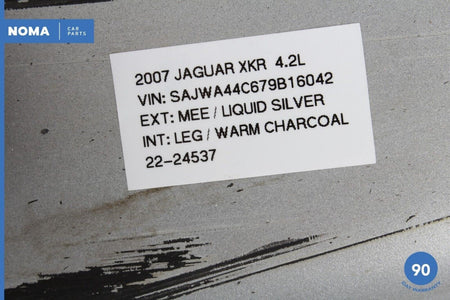 NOMA
CAR
PARTS
2007 JAGUAR XKR 4.2L
VIN: SAJWA44C679B16042
EXT: MEE / LIQUID SILVER
INT: LEG / WARM CHARCOAL
22-24537
90
DAY WARRANTY